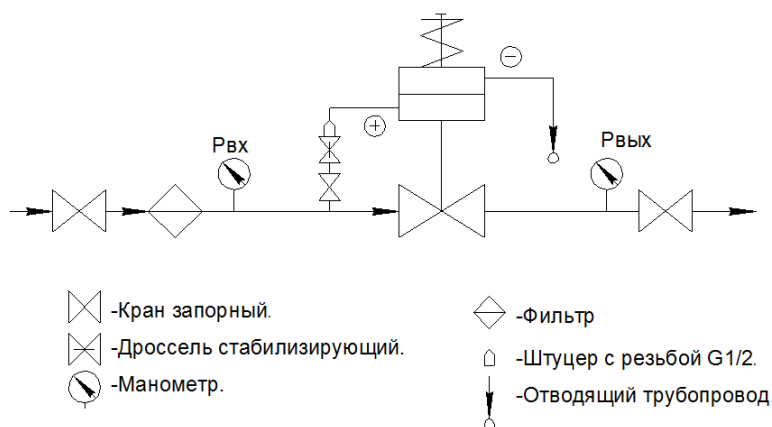 −
+
Рвх
Рвых
-Кран запорный.
-Дроссель стабилизирующий.
-Манометр.
-Фильтр
-Штуцер с резьбой G1/2.
-Отводящий трубопровод